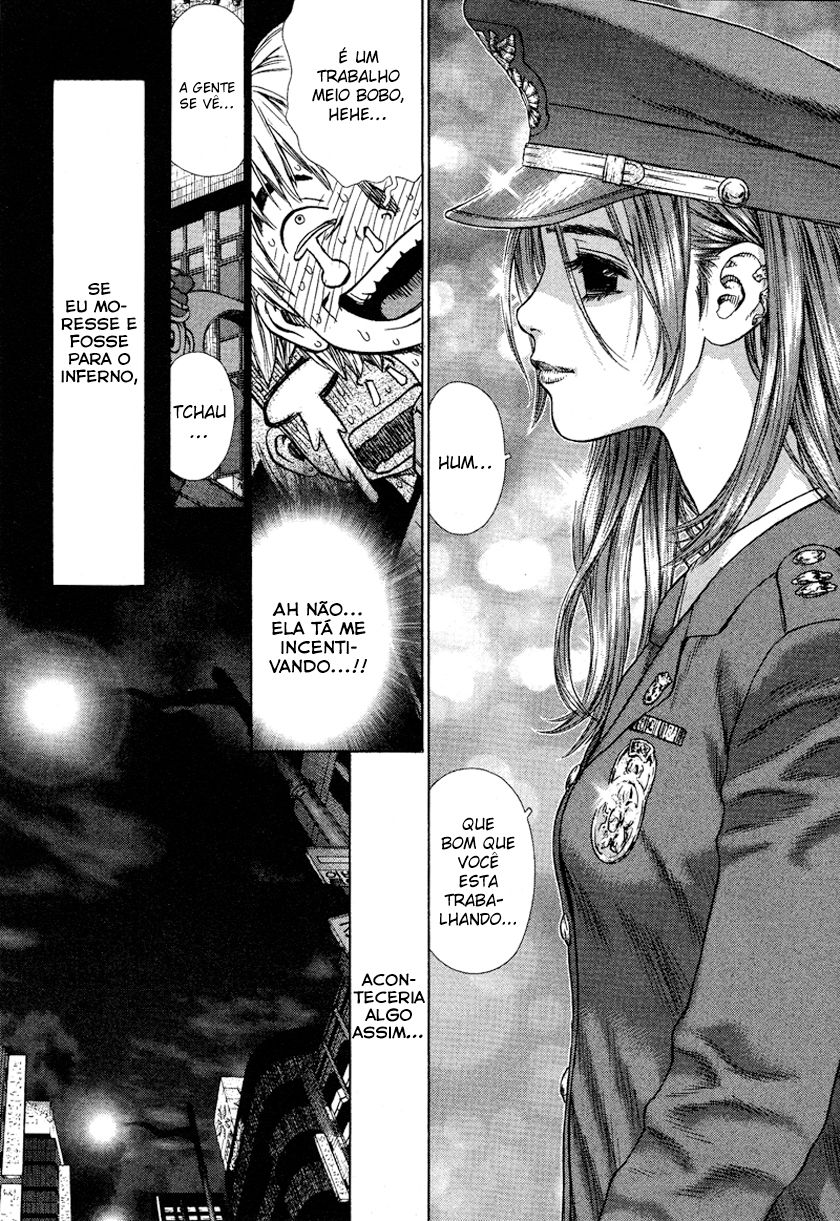 HUM...
QUE
BOM QUE
VOCÊ
ESTA
TRABA-
LHANDO...
É UM
TRABALHO
MEIO BOBO,
HEHE...
AH NÃO...
ELA TÁ ME
INCENTI-
VANDO...!!
A GENTE
SE VÊ...
TCHAU
...
SE
EU MO-
RESSE E
FOSSE
PARA O
INFERNO,
ACON-
TECERIA
ALGO
ASSIM...